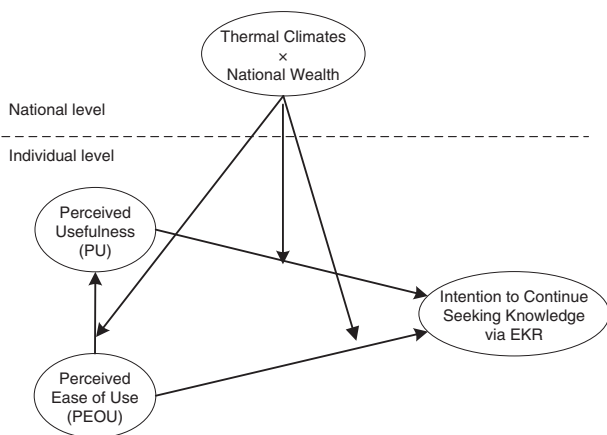 Thermal Climates
×
National Wealth
National level
Individual level
Perceived
Usefulness
(PU)
Intention to Continue
Seeking Knowledge
via EKR
Perceived
Ease of Use
(PEOU)